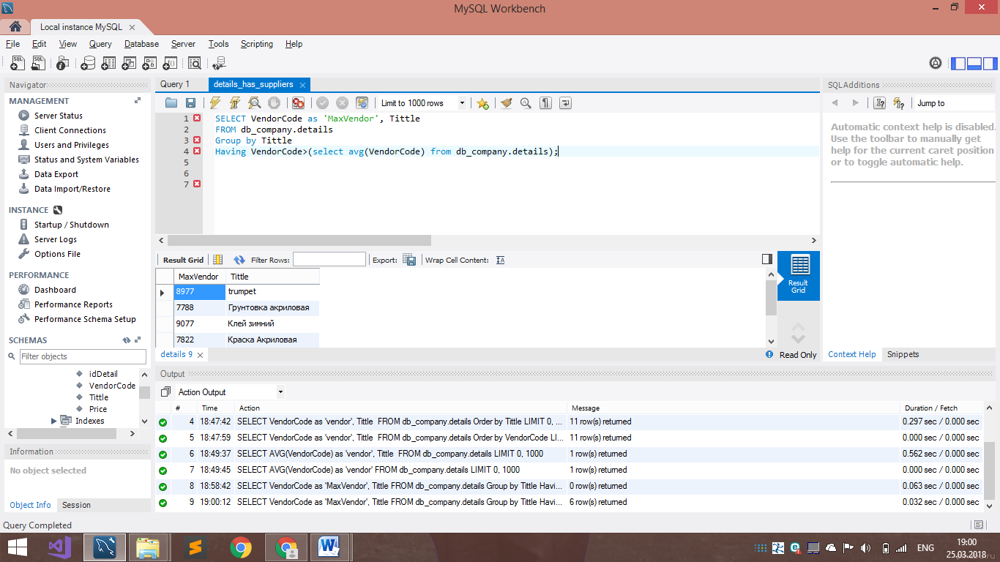 MySQL Workbench
Local instance MySQL
File Edit View Query Database Server Tools Scripting Help
Navigator
MANAGEMENT
Server Status
Client Connections
Users and Privileges
Status and System Variables
Data Export
Data Import/Restore
INSTANCE
Startup / Shutdown
Server Logs
Options File
PERFORMANCE
Dashboard
Performance Reports
Performance Schema Setup
SCHEMAS
Filter objects
idDetail
VendorCode
Tittle
Price
Indexes
Information
No object selected
Object Info Session
Query 1 details_has_suppliers
Limit to 1000 rows
1 SELECT VendorCode as 'MaxVendor', Tittle
2 FROM db_company.details
3 Group by Tittle
4 Having VendorCode>(select avg(VendorCode) from db_company.details);
5
6
7
Result Grid Filter Rows: Export: Wrap Cell Content:
MaxVendor Tittle
8977 trumpet
7788 Грунтовка акриловая
9077 Клей зимний
7822 Краска Акриловая
Result
Grid
details 9 Read Only
SQLAdditions
Jump to
Automatic context help is disabled.
Use the toolbar to manually get
help for the current caret position
or to toggle automatic help.
Context Help Snippets
Output
Action Output
# Time Action Message Duration / Fetch
4 18:47:42 SELECT VendorCode as 'vendor', Tittle FROM db_company.details Order by Tittle LIMIT 0, ... 11 row(s) returned 0.297 sec / 0.000 sec
5 18:47:59 SELECT VendorCode as 'vendor', Tittle FROM db_company.details Order by VendorCode LI... 11 row(s) returned 0.000 sec / 0.000 sec
6 18:49:37 SELECT AVG(VendorCode) as 'vendor', Tittle FROM db_company.details LIMIT 0, 1000 1 row(s) returned 0.562 sec / 0.000 sec
7 18:49:45 SELECT AVG(VendorCode) as 'vendor' FROM db_company.details LIMIT 0, 1000 1 row(s) returned 0.000 sec / 0.000 sec
8 18:58:42 SELECT VendorCode as 'MaxVendor', Tittle FROM db_company.details Group by Tittle Havi... 0 row(s) returned 0.063 sec / 0.000 sec
9 19:00:12 SELECT VendorCode as 'MaxVendor', Tittle FROM db_company.details Group by Tittle Havi... 6 row(s) returned 0.032 sec / 0.000 sec
Query Completed
ENG
19:00
25.03.2018